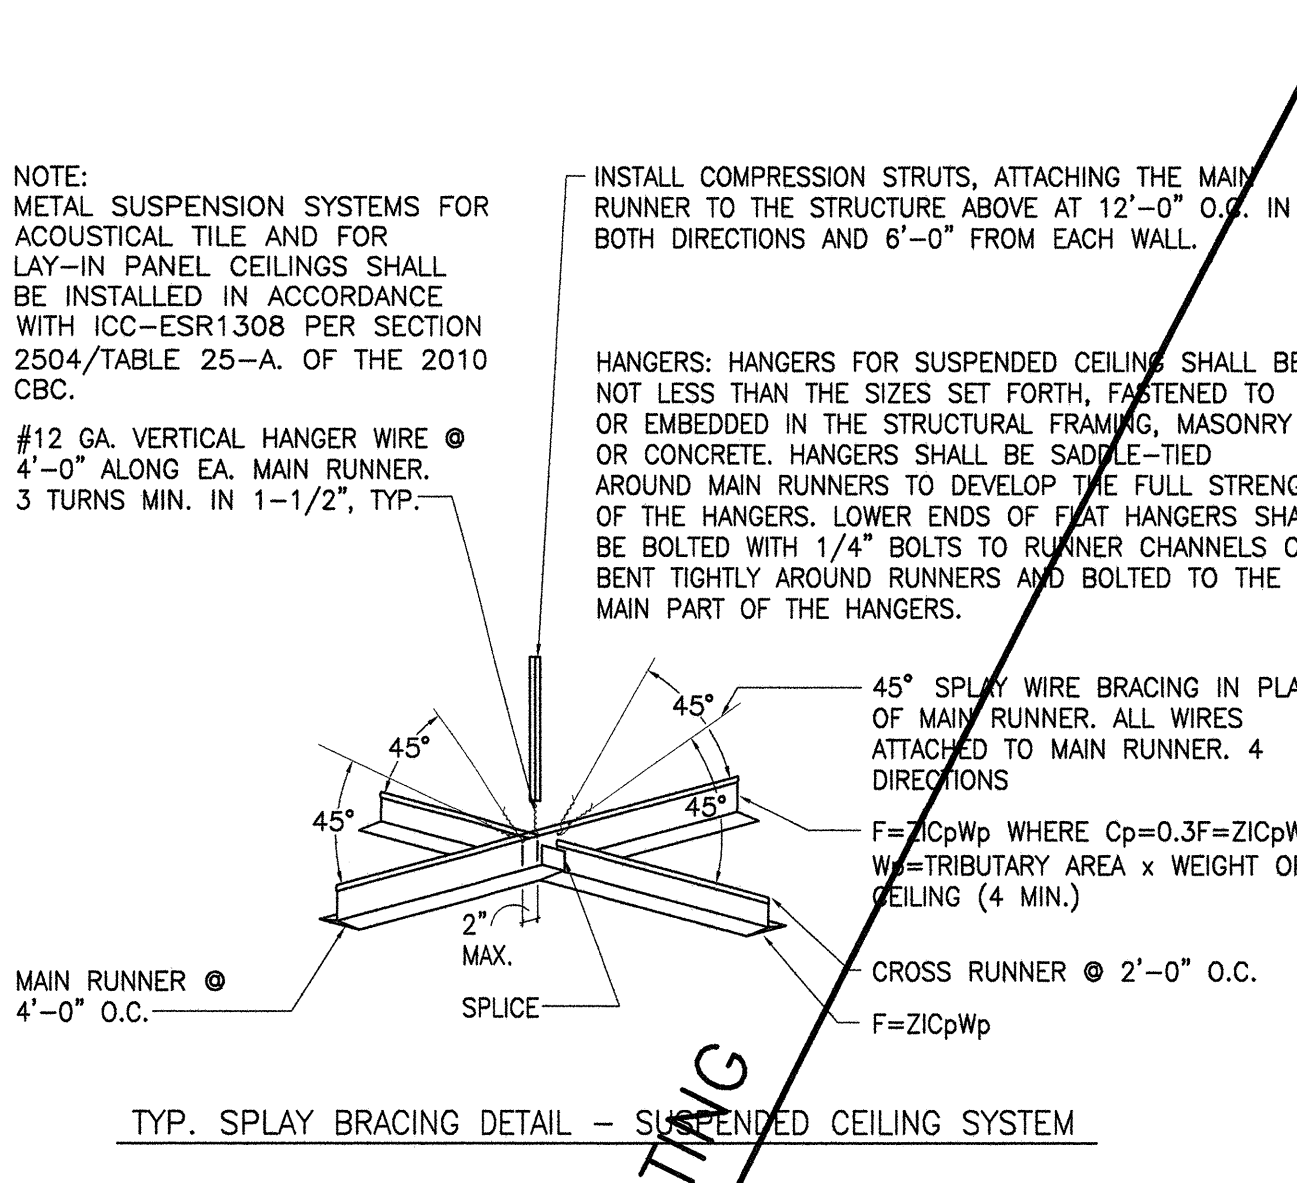 NOTE:
METAL SUSPENSION SYSTEMS FOR
ACOUSTICAL TILE AND FOR
LAY-IN PANEL CEILINGS SHALL
BE INSTALLED IN ACCORDANCE
WITH ICC-ESR1308 PER SECTION
2504/TABLE 25-A. OF THE 2010
CBC.
#12 GA. VERTICAL HANGER WIRE @
4'-0" ALONG EA. MAIN RUNNER.
3 TURNS MIN. IN 1-1/2", TYP.
INSTALL COMPRESSION STRUTS, ATTACHING THE MAIN
RUNNER TO THE STRUCTURE ABOVE AT 12'-0" O.C. IN
BOTH DIRECTIONS AND 6'-0" FROM EACH WALL.
HANGERS: HANGERS FOR SUSPENDED CEILING SHALL BE
NOT LESS THAN THE SIZES SET FORTH, FASTENED TO
OR EMBEDDED IN THE STRUCTURAL FRAMING, MASONRY
OR CONCRETE. HANGERS SHALL BE SADDLE-TIED
AROUND MAIN RUNNERS TO DEVELOP THE FULL STRENG
OF THE HANGERS. LOWER ENDS OF FLAT HANGERS SHA
BE BOLTED WITH 1/4" BOLTS TO RUNNER CHANNELS
BENT TIGHTLY AROUND RUNNERS AND BOLTED TO THE
MAIN PART OF THE HANGERS.
45° SPLAY WIRE BRACING IN PLA
OF MAIN RUNNER. ALL WIRES
ATTACHED TO MAIN RUNNER. 4
DIRECTIONS
45°
45°
45°
45°
F=ZICpWp WHERE Cp=0.3F=ZICpW
Wp=TRIBUTARY AREA x WEIGHT OF
CEILING (4 MIN.)
2"
MAX.
SPLICE
MAIN RUNNER @
4'-0" O.C.
CROSS RUNNER @ 2'-0" O.C.
F=ZICpWp
TYP. SPLAY BRACING DETAIL - SUSPENDED CEILING SYSTEM
TING